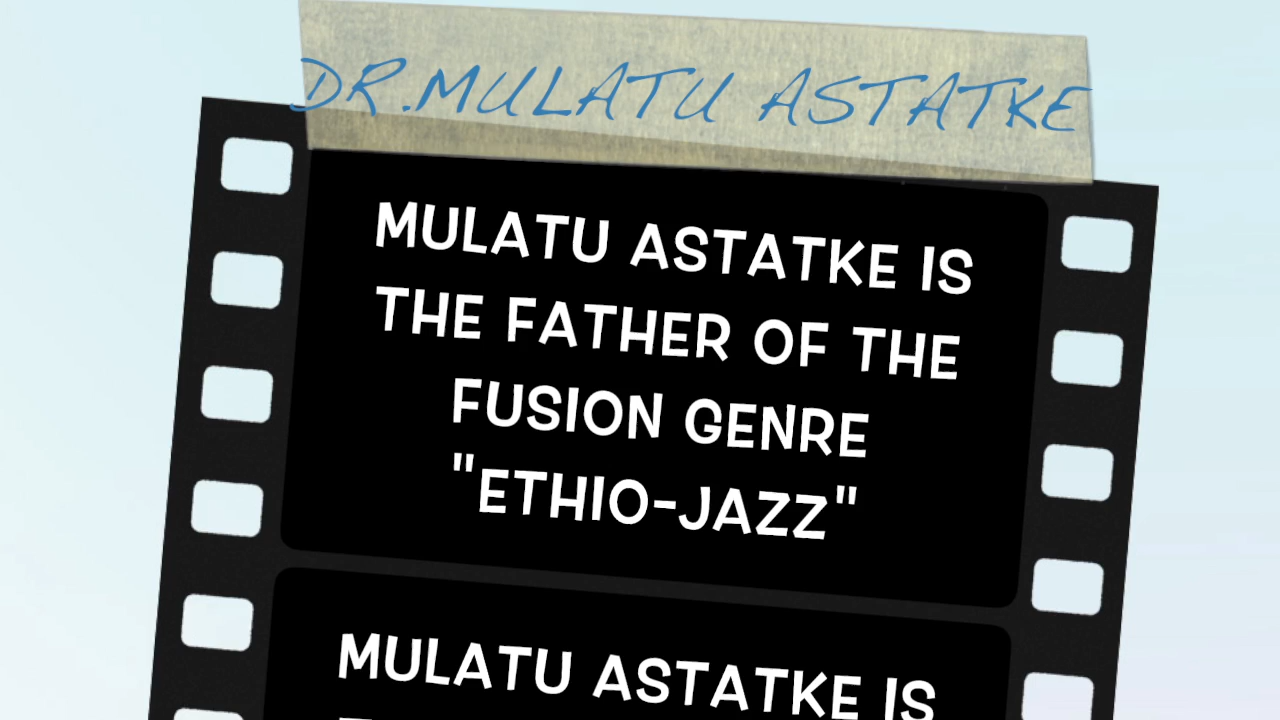 DR.MULATU ASTATKE
MULATU ASTATKE IS
THE FATHER OF THE
FUSION GENRE
"ETHIO-JAZZ"
MULATU ASTATKE IS